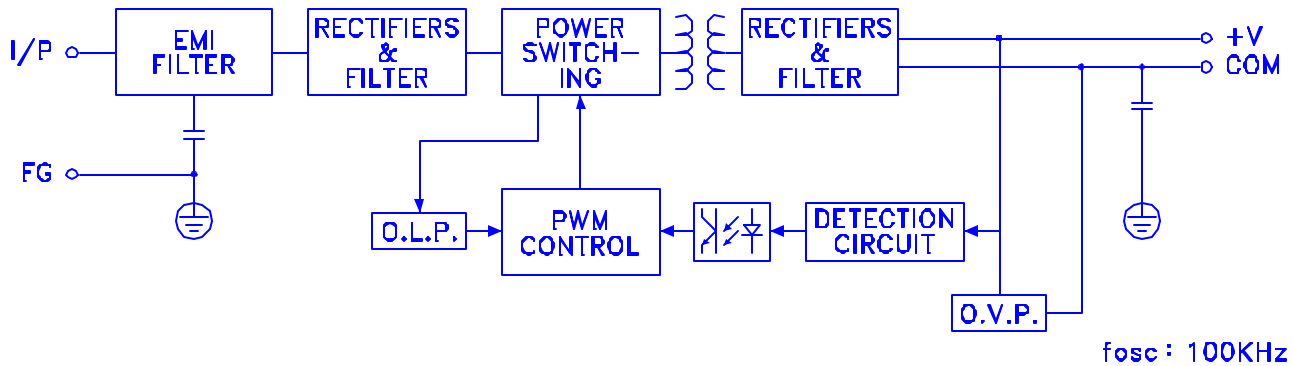 I/P
EMI
FILTER
RECTIFIERS
&
FILTER
POWER
SWITCH-
ING
RECTIFIERS
&
FILTER
+V
COM
FG
O.L.P.
PWM
CONTROL
DETECTION
CIRCUIT
O.V.P.
fosc : 100KHz